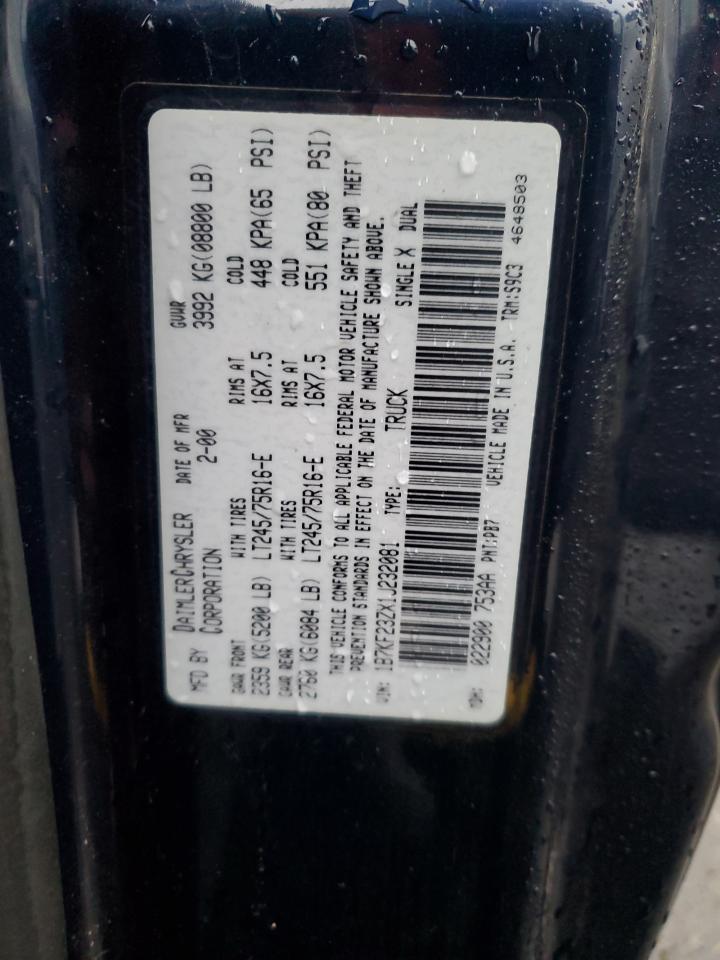 MFD BY DAIMLERCHRYSLER CORPORATION DATE OF MFR 2-00 GVWR 3992 KG(08800 LB)
GAWR FRONT WITH TIRES RIMS AT COLD
2359 KG(5200 LB) LT245/75R16-E 16X7.5 448 KPA(65 PSI)
GAWR REAR WITH TIRES RIMS AT COLD
2760 KG(6084 LB) LT245/75R16-E 16X7.5 551 KPA(80 PSI)
THIS VEHICLE CONFORMS TO ALL APPLICABLE FEDERAL MOTOR VEHICLE SAFETY AND THEFT
PREVENTION STANDARDS IN EFFECT ON THE DATE OF MANUFACTURE SHOWN ABOVE.
VIN: 1B7KF23ZX1J232081 TYPE: TRUCK SINGLE X DUAL
MDH: 022900 753AA PNT:PB7 VEHICLE MADE IN U.S.A. TRM:S9C3 4648503